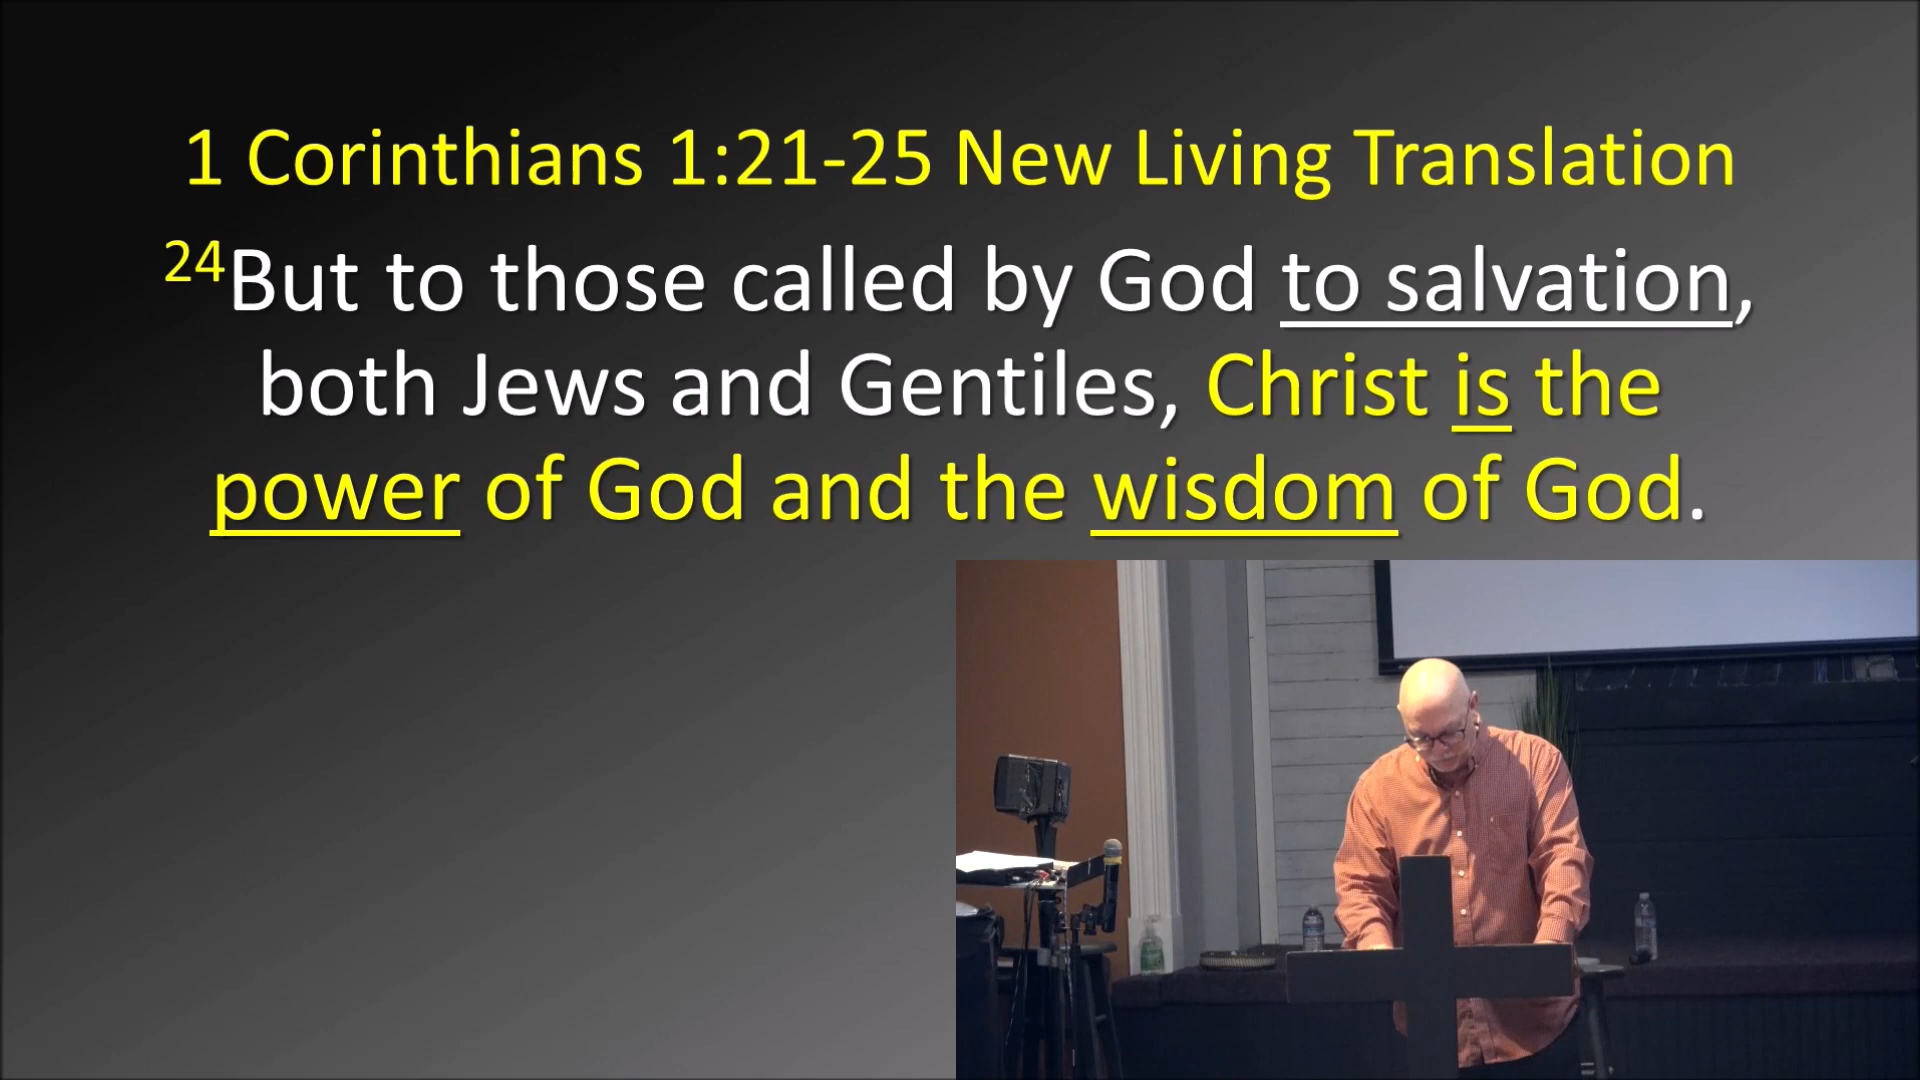 1 Corinthians 1:21-25 New Living Translation
24But to those called by God to salvation,
both Jews and Gentiles, Christ is the
power of God and the wisdom of God.